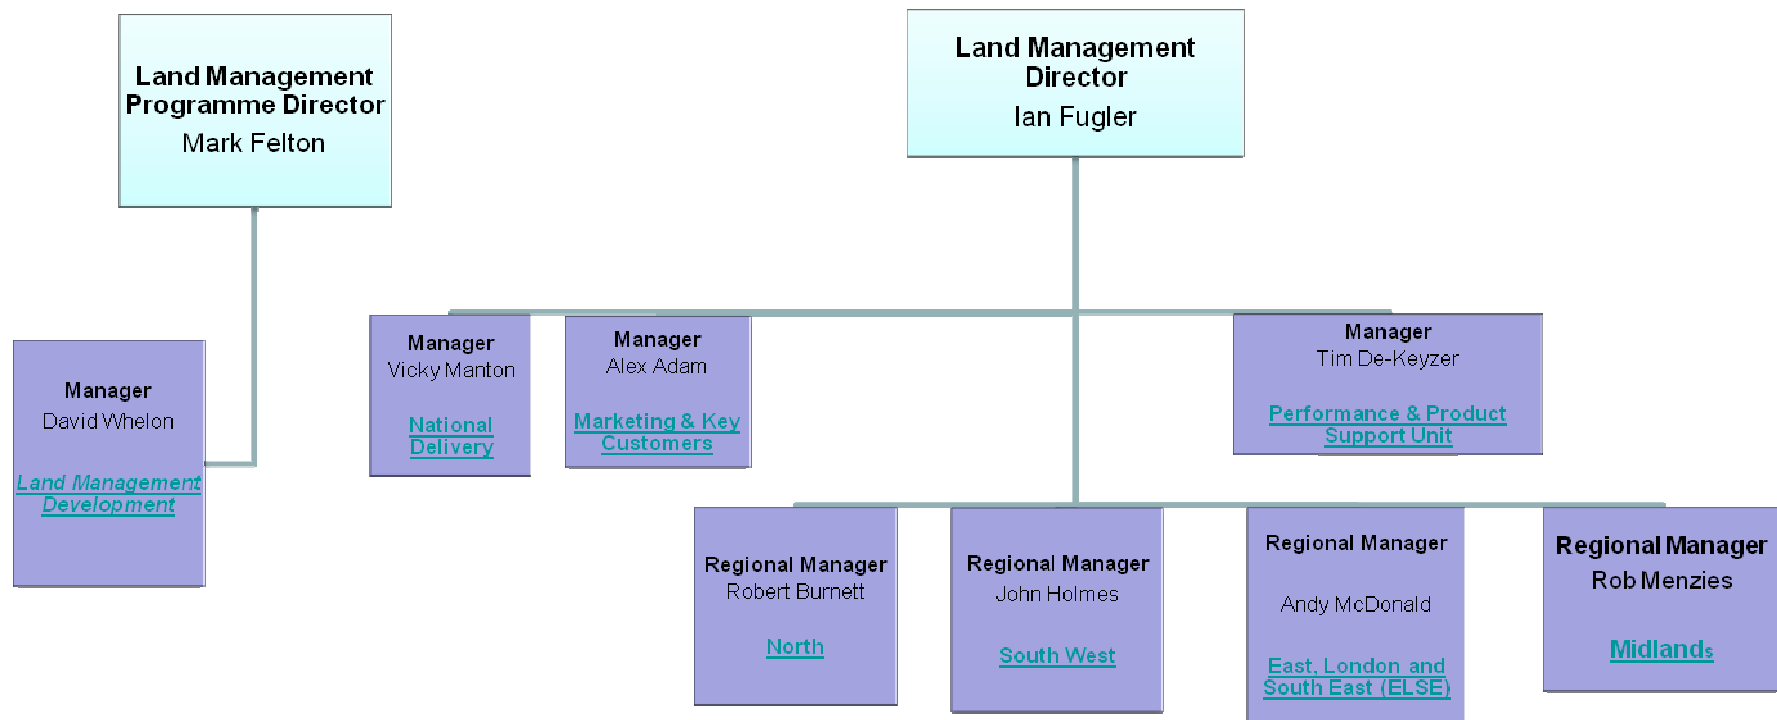 Land Management
Programme Director
Mark Felton
Land Management
Director
Ian Fugler
Manager
David Whelon
Land Management
Development
Manager
Vicky Manton
National
Delivery
Manager
Alex Adam
Marketing & Key
Customers
Manager
Tim De-Keyzer
Performance & Product
Support Unit
Regional Manager
Robert Burnett
North
Regional Manager
John Holmes
South West
Regional Manager
Andy McDonald
East, London and
South East (ELSE)
Regional Manager
Rob Menzies
Midlands